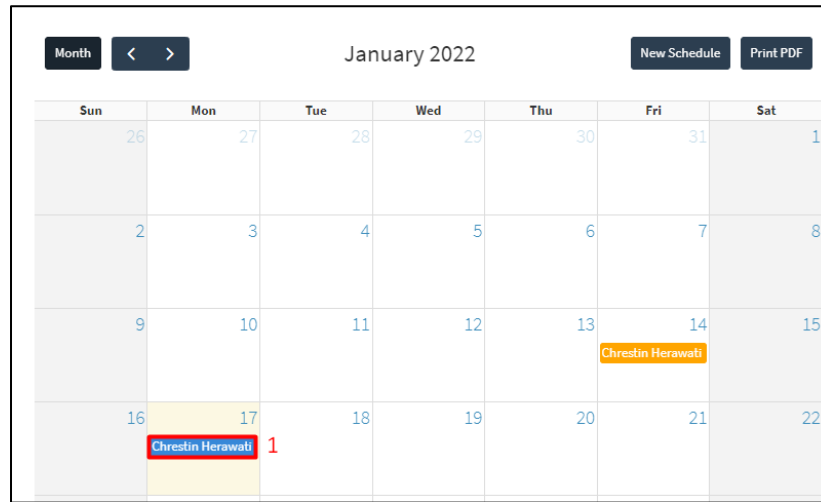 Month < > January 2022 New Schedule Print PDF
Sun Mon Tue Wed Thu Fri Sat
26 27 28 29 30 31 1
2 3 4 5 6 7 8
9 10 11 12 13 14 15
Chrestin Herawati
16 17 18 19 20 21 22
Chrestin Herawati 1